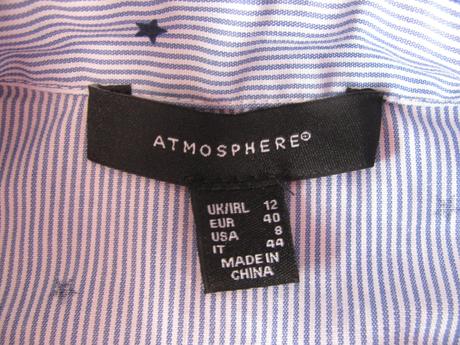 ATMOSPHERE©
UK/IRL 12
EUR 40
USA 8
IT 44
MADE IN
CHINA